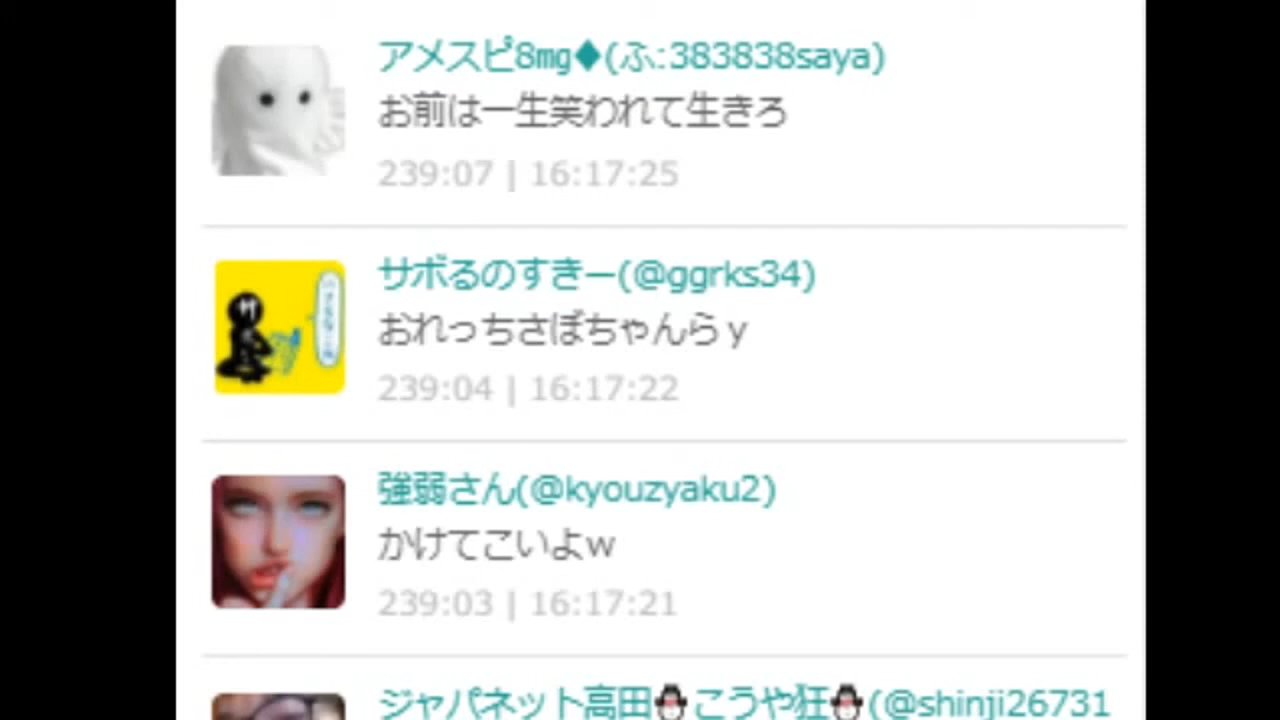 アメスピ8mg♦(ふ:383838saya)
お前は一生笑われて生きろ
239:07 | 16:17:25
サボるのすきー(@ggrks34)
おれっちさぼちゃんらｙ
239:04 | 16:17:22
強弱さん(@kyouzyaku2)
かけてこいよw
239:03 | 16:17:21
ジャパネット高田⛄こうや狂⛄(@shinji26731